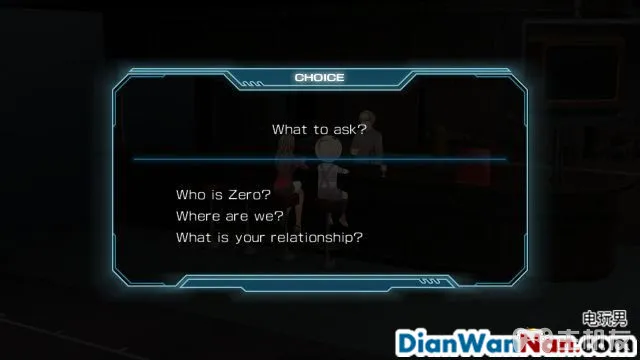 CHOICE
What to ask?
Who is Zero?
Where are we?
What is your relationship?
电玩男
DianWanNan.com